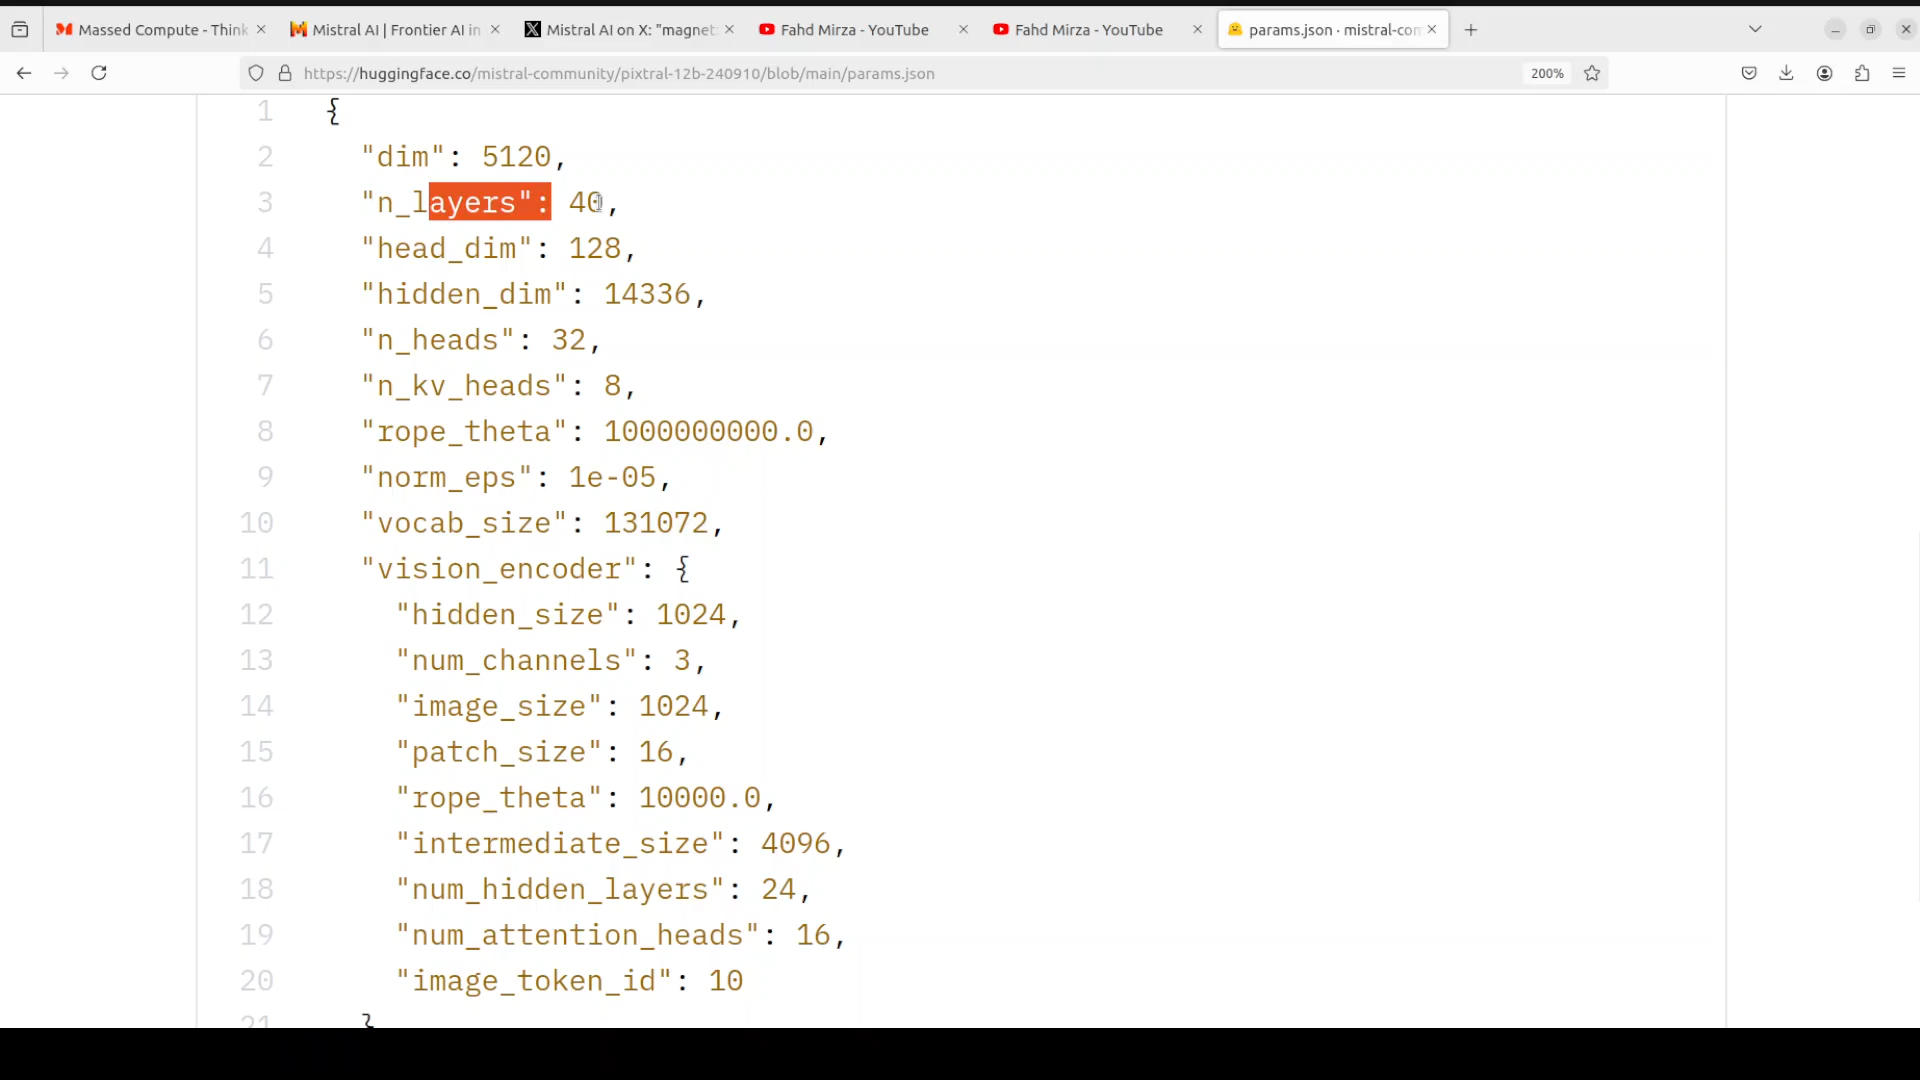 Massed Compute - Think
Mistral AI | Frontier AI in
Mistral AI on X: "magnet:
Fahd Mirza - YouTube
Fahd Mirza - YouTube
params.json · mistral-com
https://huggingface.co/mistral-community/pixtral-12b-240910/blob/main/params.json
200%
1 {
2 "dim": 5120,
3 "n_layers": 40,
4 "head_dim": 128,
5 "hidden_dim": 14336,
6 "n_heads": 32,
7 "n_kv_heads": 8,
8 "rope_theta": 1000000000.0,
9 "norm_eps": 1e-05,
10 "vocab_size": 131072,
11 "vision_encoder": {
12 "hidden_size": 1024,
13 "num_channels": 3,
14 "image_size": 1024,
15 "patch_size": 16,
16 "rope_theta": 10000.0,
17 "intermediate_size": 4096,
18 "num_hidden_layers": 24,
19 "num_attention_heads": 16,
20 "image_token_id": 10
21 }